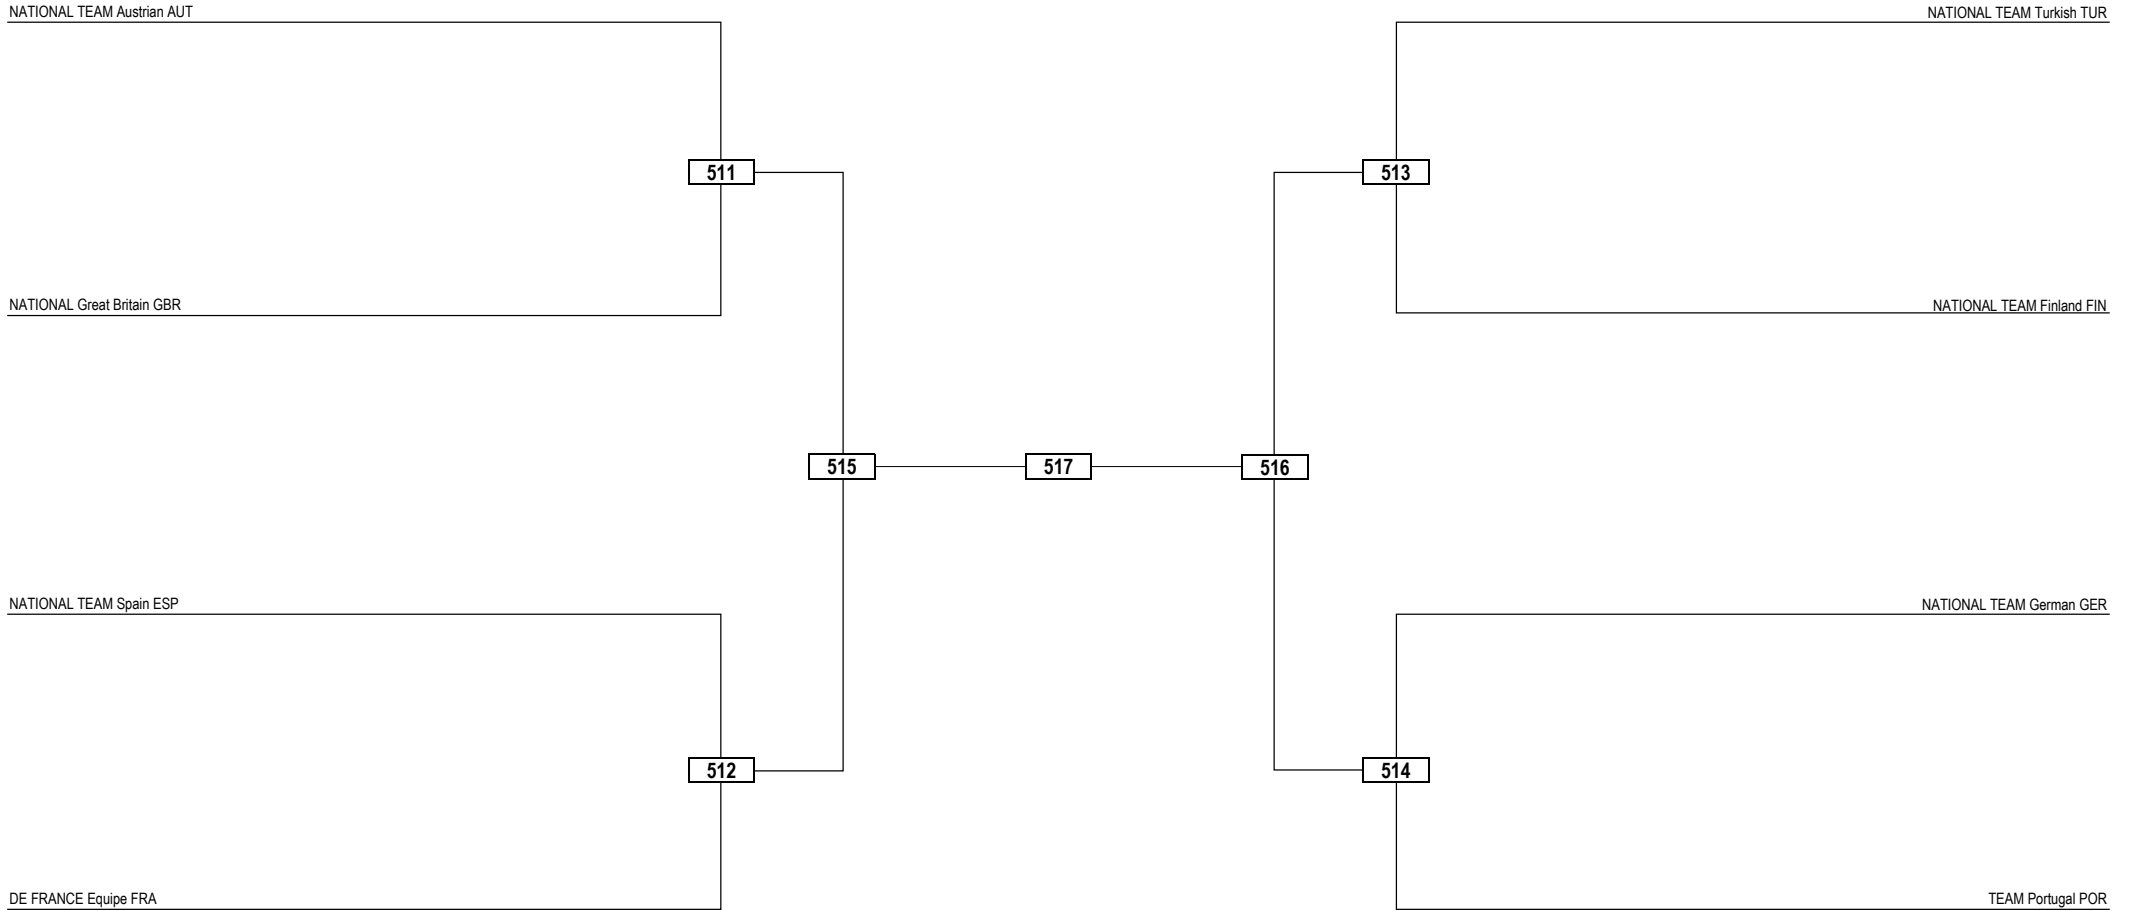 NATIONAL TEAM Austrian AUT
NATIONAL TEAM Turkish TUR
511
513
NATIONAL Great Britain GBR
NATIONAL TEAM Finland FIN
515
517
516
NATIONAL TEAM Spain ESP
NATIONAL TEAM German GER
512
514
DE FRANCE Equipe FRA
TEAM Portugal POR